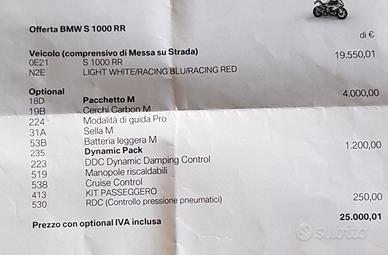 Offerta BMW S 1000 RR
di €
Veicolo (comprensivo di Messa su Strada) 19.550,01
0E21 S 1000 RR
N2E LIGHT WHITE/RACING BLU/RACING RED
Optional 4.000,00
18D Pacchetto M
19B Cerchi Carbon M
224 Modalità di guida Pro
31A Sella M
53B Batteria leggera M
235 Dynamic Pack 1.200,00
223 DDC Dynamic Damping Control
519 Manopole riscaldabili
538 Cruise Control
413 KIT PASSEGGERO
530 RDC (Controllo pressione pneumatici) 250,00
Prezzo con optional IVA inclusa 25.000,01
subito